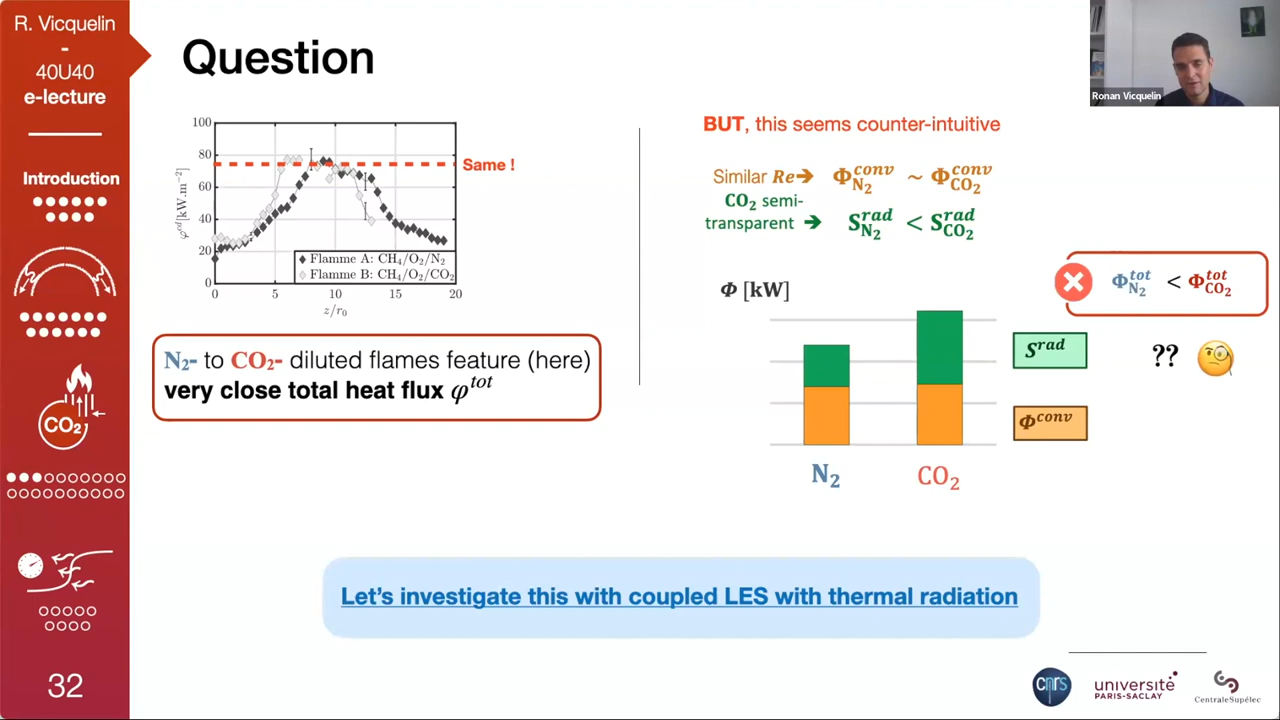 R. Vicquelin
-
40U40
e-lecture
Introduction
CO₂
32
Question
100
80
60
40
20
0
φᶜᵈ[kW.m⁻²]
Same !
Flamme A: CH₄/O₂/N₂
Flamme B: CH₄/O₂/CO₂
0 5 10 15 20
z/r₀
N₂- to CO₂- diluted flames feature (here)
very close total heat flux φᵗᵒᵗ
BUT, this seems counter-intuitive
Similar Re➔ Φ^conv_N₂ ~ Φ^conv_CO₂
CO₂ semi-
transparent ➔ S^rad_N₂ < S^rad_CO₂
Φ [kW]
Φ^tot_N₂ < Φ^tot_CO₂
S^rad
??
Φ^conv
N₂ CO₂
Let's investigate this with coupled LES with thermal radiation
Ronan Vicquelin
cnrs
université
PARIS-SACLAY
CentraleSupélec